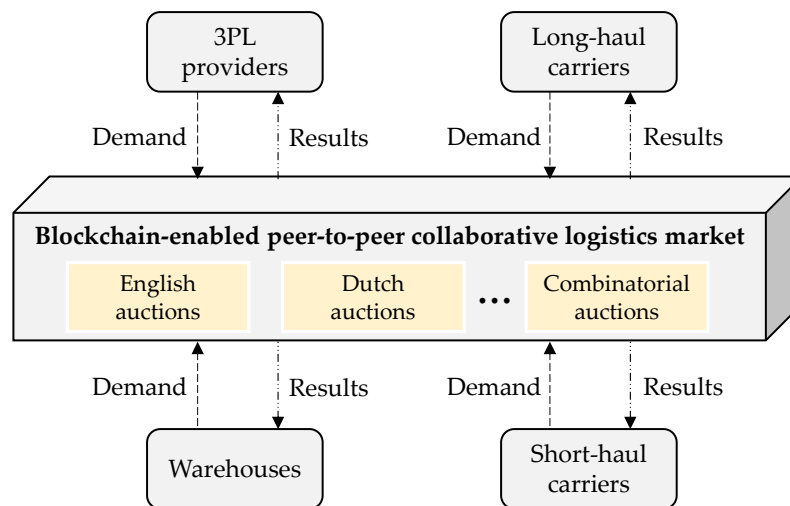 3PL
providers
Long-haul
carriers
Demand
Results
Demand
Results
Blockchain-enabled peer-to-peer collaborative logistics market
English
auctions
Dutch
auctions
...
Combinatorial
auctions
Demand
Results
Demand
Results
Warehouses
Short-haul
carriers